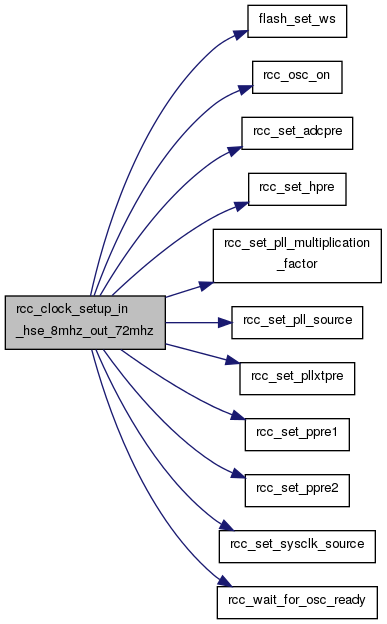 flash_set_ws
rcc_osc_on
rcc_set_adcpre
rcc_set_hpre
rcc_set_pll_multiplication
_factor
rcc_clock_setup_in
_hse_8mhz_out_72mhz
rcc_set_pll_source
rcc_set_pllxtpre
rcc_set_ppre1
rcc_set_ppre2
rcc_set_sysclk_source
rcc_wait_for_osc_ready